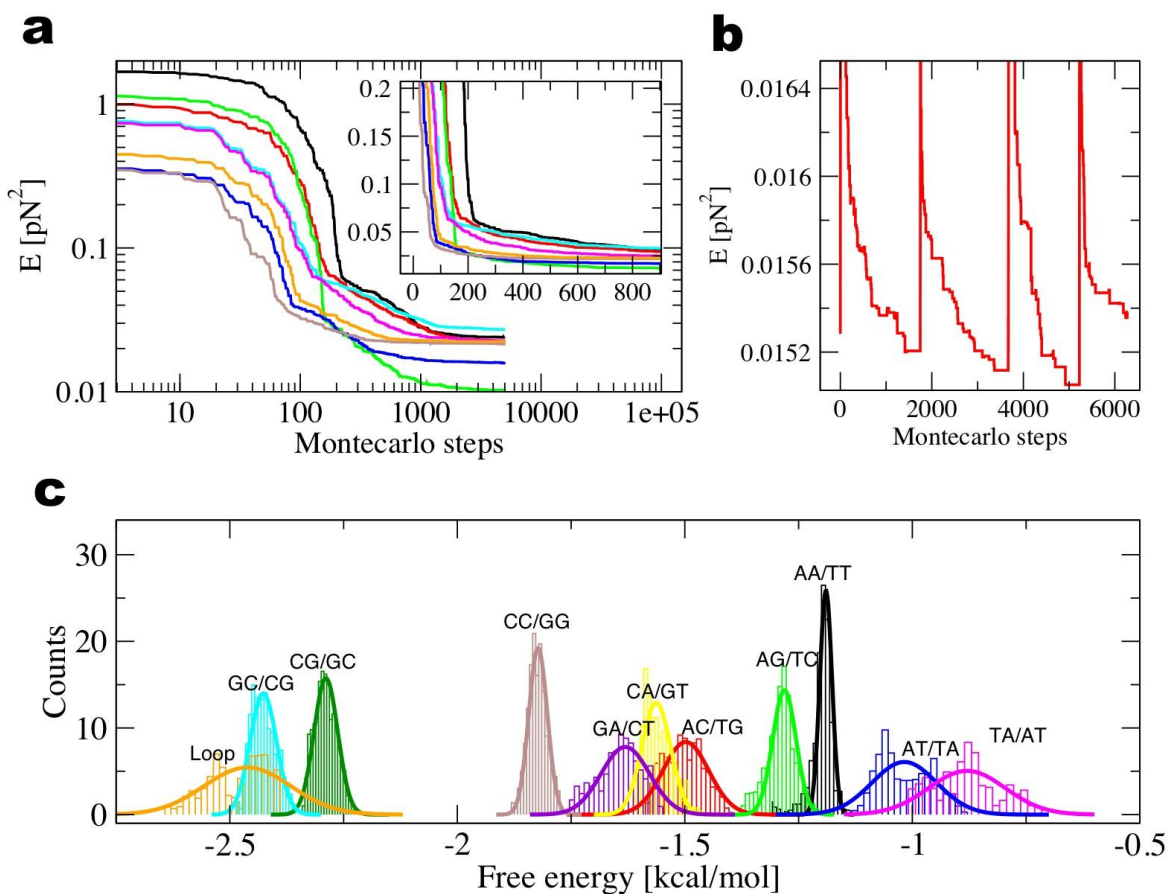 a
1
0.1
0.01
E [pN²]
10
100
1000
10000
1e+05
Montecarlo steps
0.2
0.15
0.1
0.05
0
200
400
600
800
b
0.0164
0.016
0.0156
0.0152
E [pN²]
0
2000
4000
6000
Montecarlo steps
c
30
20
10
0
Counts
Loop
GC/CG
CG/GC
CC/GG
GA/CT
CA/GT
AC/TG
AG/TC
AA/TT
AT/TA
TA/AT
-2.5
-2
-1.5
-1
-0.5
Free energy [kcal/mol]